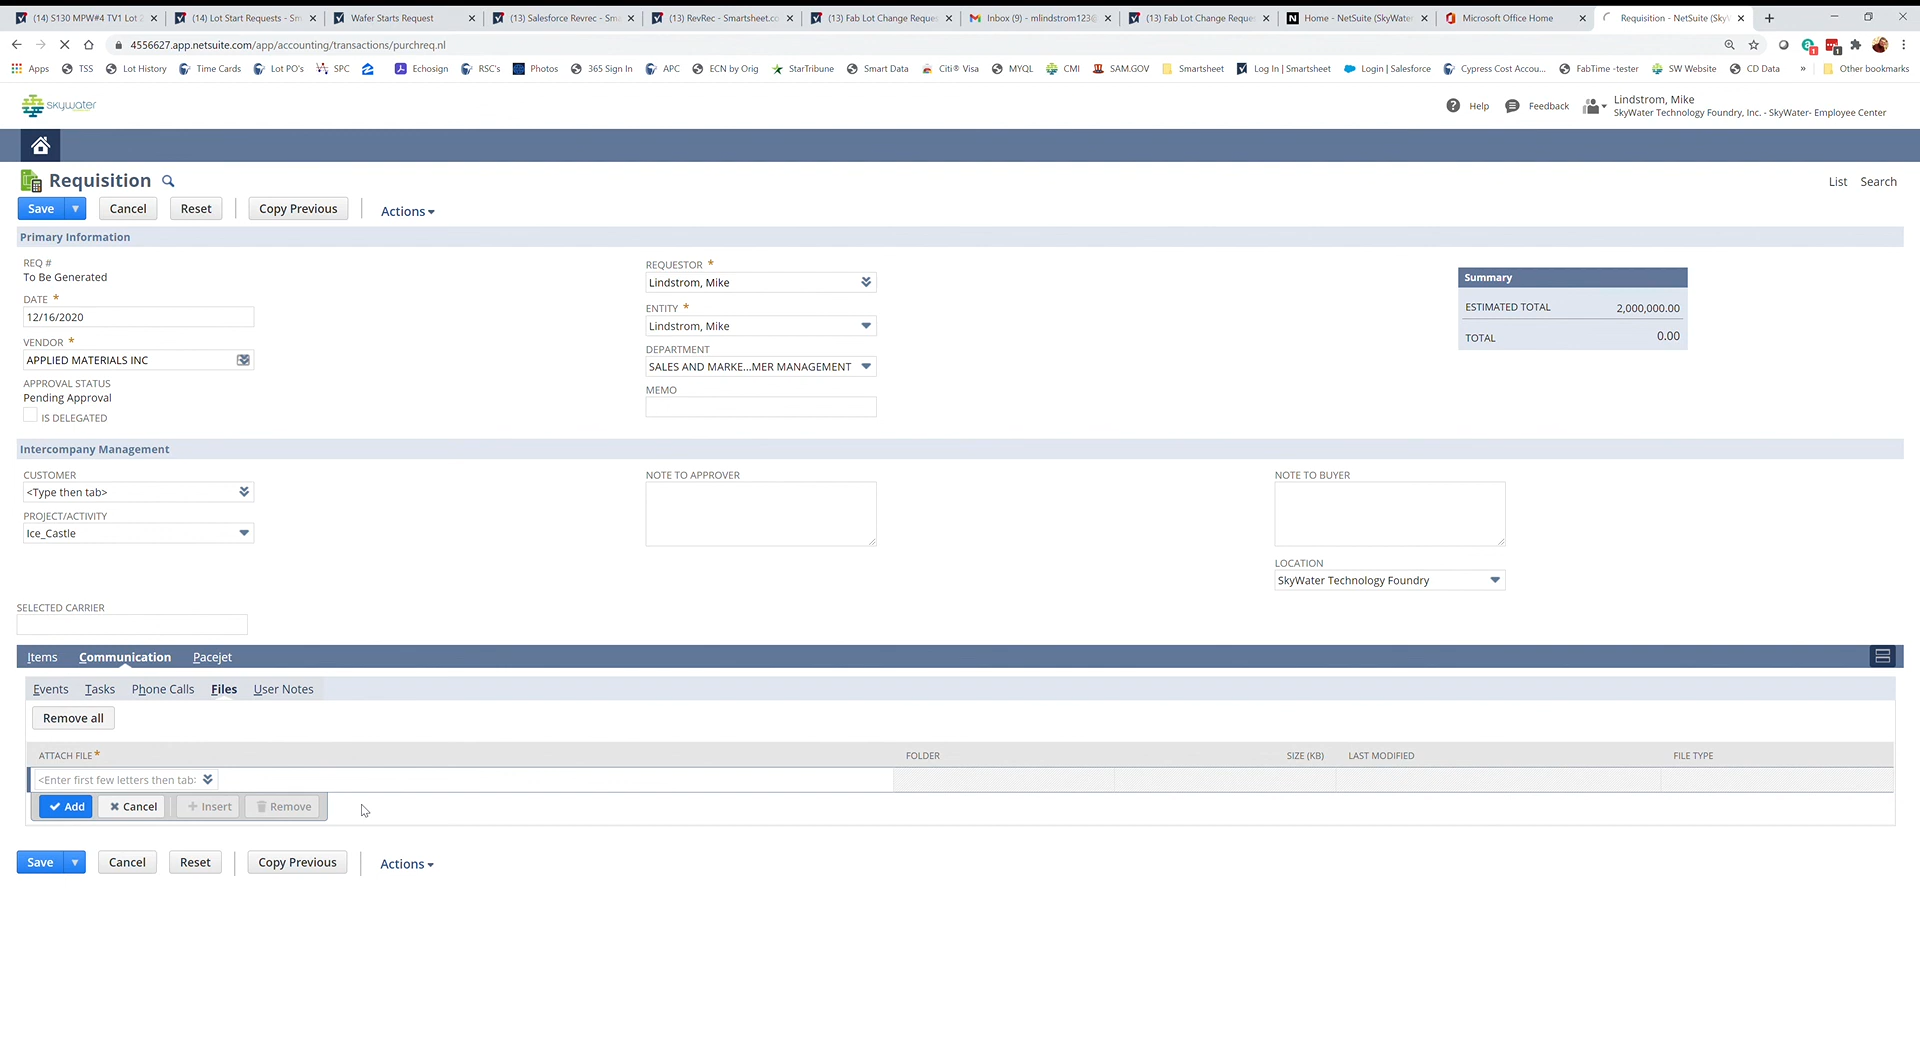 (14) S130 MPW#4 TV1 Lot 2
(14) Lot Start Requests - Sm
Wafer Starts Request
(13) Salesforce Revrec - Sma
(13) RevRec - Smartsheet.co
(13) Fab Lot Change Reque
Inbox (9) - mlindstrom123@
(13) Fab Lot Change Reque
Home - NetSuite (SkyWater
Microsoft Office Home
Requisition - NetSuite (Sky
4556627.app.netsuite.com/app/accounting/transactions/purchreq.nl
Apps TSS Lot History Time Cards Lot PO's SPC Echosign RSC's Photos 365 Sign In APC ECN by Orig StarTribune Smart Data Citi® Visa MYQL CMI SAM.GOV Smartsheet Log In | Smartsheet Login | Salesforce Cypress Cost Accou... FabTime -tester SW Website CD Data » Other bookmarks
skywater
Help Feedback
Lindstrom, Mike
SkyWater Technology Foundry, Inc. - SkyWater- Employee Center
Requisition
List Search
Save Cancel Reset Copy Previous Actions
Primary Information
REQ #
To Be Generated
DATE *
12/16/2020
VENDOR *
APPLIED MATERIALS INC
APPROVAL STATUS
Pending Approval
IS DELEGATED
REQUESTOR *
Lindstrom, Mike
ENTITY *
Lindstrom, Mike
DEPARTMENT
SALES AND MARKE...MER MANAGEMENT
MEMO
Summary
ESTIMATED TOTAL 2,000,000.00
TOTAL 0.00
Intercompany Management
CUSTOMER
<Type then tab>
PROJECT/ACTIVITY
Ice_Castle
NOTE TO APPROVER
NOTE TO BUYER
LOCATION
SkyWater Technology Foundry
SELECTED CARRIER
Items Communication Pacejet
Events Tasks Phone Calls Files User Notes
Remove all
ATTACH FILE * FOLDER SIZE (KB) LAST MODIFIED FILE TYPE
<Enter first few letters then tab:
Add Cancel Insert Remove
Save Cancel Reset Copy Previous Actions